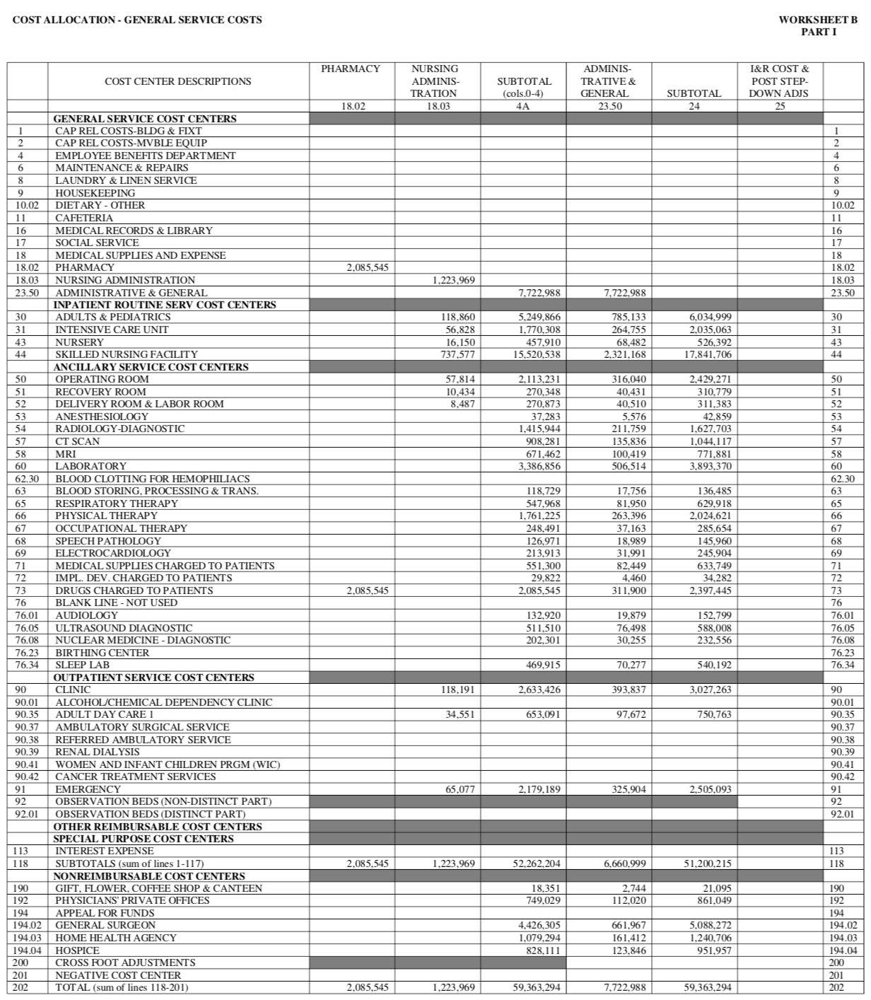 COST ALLOCATION - GENERAL SERVICE COSTS WORKSHEET B
PART I
COST CENTER DESCRIPTIONS PHARMACY NURSING ADMINIS-TRATION SUBTOTAL (cols.0-4) ADMINIS-TRATIVE & GENERAL SUBTOTAL I&R COST & POST STEP-DOWN ADJS
18.02 18.03 4A 23.50 24 25
GENERAL SERVICE COST CENTERS
1 CAP REL COSTS-BLDG & FIXT 1
2 CAP REL COSTS-MVBLE EQUIP 2
4 EMPLOYEE BENEFITS DEPARTMENT 4
6 MAINTENANCE & REPAIRS 6
8 LAUNDRY & LINEN SERVICE 8
9 HOUSEKEEPING 9
10.02 DIETARY - OTHER 10.02
11 CAFETERIA 11
16 MEDICAL RECORDS & LIBRARY 16
17 SOCIAL SERVICE 17
18 MEDICAL SUPPLIES AND EXPENSE 18
18.02 PHARMACY 2,085,545 18.02
18.03 NURSING ADMINISTRATION 1,223,969 18.03
23.50 ADMINISTRATIVE & GENERAL 7,722,988 7,722,988 23.50
INPATIENT ROUTINE SERV COST CENTERS
30 ADULTS & PEDIATRICS 118,860 5,249,866 785,133 6,034,999 30
31 INTENSIVE CARE UNIT 56,828 1,770,308 264,755 2,035,063 31
43 NURSERY 16,150 457,910 68,482 526,392 43
44 SKILLED NURSING FACILITY 737,577 15,520,538 2,321,168 17,841,706 44
ANCILLARY SERVICE COST CENTERS
50 OPERATING ROOM 57,814 2,113,231 316,040 2,429,271 50
51 RECOVERY ROOM 10,434 270,348 40,431 310,779 51
52 DELIVERY ROOM & LABOR ROOM 8,487 270,873 40,510 311,383 52
53 ANESTHESIOLOGY 37,283 5,576 42,859 53
54 RADIOLOGY-DIAGNOSTIC 1,415,944 211,759 1,627,703 54
57 CT SCAN 908,281 135,836 1,044,117 57
58 MRI 671,462 100,419 771,881 58
60 LABORATORY 3,386,856 506,514 3,893,370 60
62.30 BLOOD CLOTTING FOR HEMOPHILIACS 62.30
63 BLOOD STORING, PROCESSING & TRANS. 118,729 17,756 136,485 63
65 RESPIRATORY THERAPY 547,968 81,950 629,918 65
66 PHYSICAL THERAPY 1,761,225 263,396 2,024,621 66
67 OCCUPATIONAL THERAPY 248,491 37,163 285,654 67
68 SPEECH PATHOLOGY 126,971 18,989 145,960 68
69 ELECTROCARDIOLOGY 213,913 31,991 245,904 69
71 MEDICAL SUPPLIES CHARGED TO PATIENTS 551,300 82,449 633,749 71
72 IMPL. DEV. CHARGED TO PATIENTS 29,822 4,460 34,282 72
73 DRUGS CHARGED TO PATIENTS 2,085,545 2,085,545 311,900 2,397,445 73
76 BLANK LINE - NOT USED 76
76.01 AUDIOLOGY 132,920 19,879 152,799 76.01
76.05 ULTRASOUND DIAGNOSTIC 511,510 76,498 588,008 76.05
76.08 NUCLEAR MEDICINE - DIAGNOSTIC 202,301 30,255 232,556 76.08
76.23 BIRTHING CENTER 76.23
76.34 SLEEP LAB 469,915 70,277 540,192 76.34
OUTPATIENT SERVICE COST CENTERS
90 CLINIC 118,191 2,633,426 393,837 3,027,263 90
90.01 ALCOHOL/CHEMICAL DEPENDENCY CLINIC 90.01
90.35 ADULT DAY CARE 1 34,551 653,091 97,672 750,763 90.35
90.37 AMBULATORY SURGICAL SERVICE 90.37
90.38 REFERRED AMBULATORY SERVICE 90.38
90.39 RENAL DIALYSIS 90.39
90.41 WOMEN AND INFANT CHILDREN PRGM (WIC) 90.41
90.42 CANCER TREATMENT SERVICES 90.42
91 EMERGENCY 65,077 2,179,189 325,904 2,505,093 91
92 OBSERVATION BEDS (NON-DISTINCT PART) 92
92.01 OBSERVATION BEDS (DISTINCT PART) 92.01
OTHER REIMBURSABLE COST CENTERS
SPECIAL PURPOSE COST CENTERS
113 INTEREST EXPENSE 113
118 SUBTOTALS (sum of lines 1-117) 2,085,545 1,223,969 52,262,204 6,660,999 51,200,215 118
NONREIMBURSABLE COST CENTERS
190 GIFT, FLOWER, COFFEE SHOP & CANTEEN 18,351 2,744 21,095 190
192 PHYSICIANS' PRIVATE OFFICES 749,029 112,020 861,049 192
194 APPEAL FOR FUNDS 194
194.02 GENERAL SURGEON 4,426,305 661,967 5,088,272 194.02
194.03 HOME HEALTH AGENCY 1,079,294 161,412 1,240,706 194.03
194.04 HOSPICE 828,111 123,846 951,957 194.04
200 CROSS FOOT ADJUSTMENTS 200
201 NEGATIVE COST CENTER 201
202 TOTAL (sum of lines 118-201) 2,085,545 1,223,969 59,363,294 7,722,988 59,363,294 202